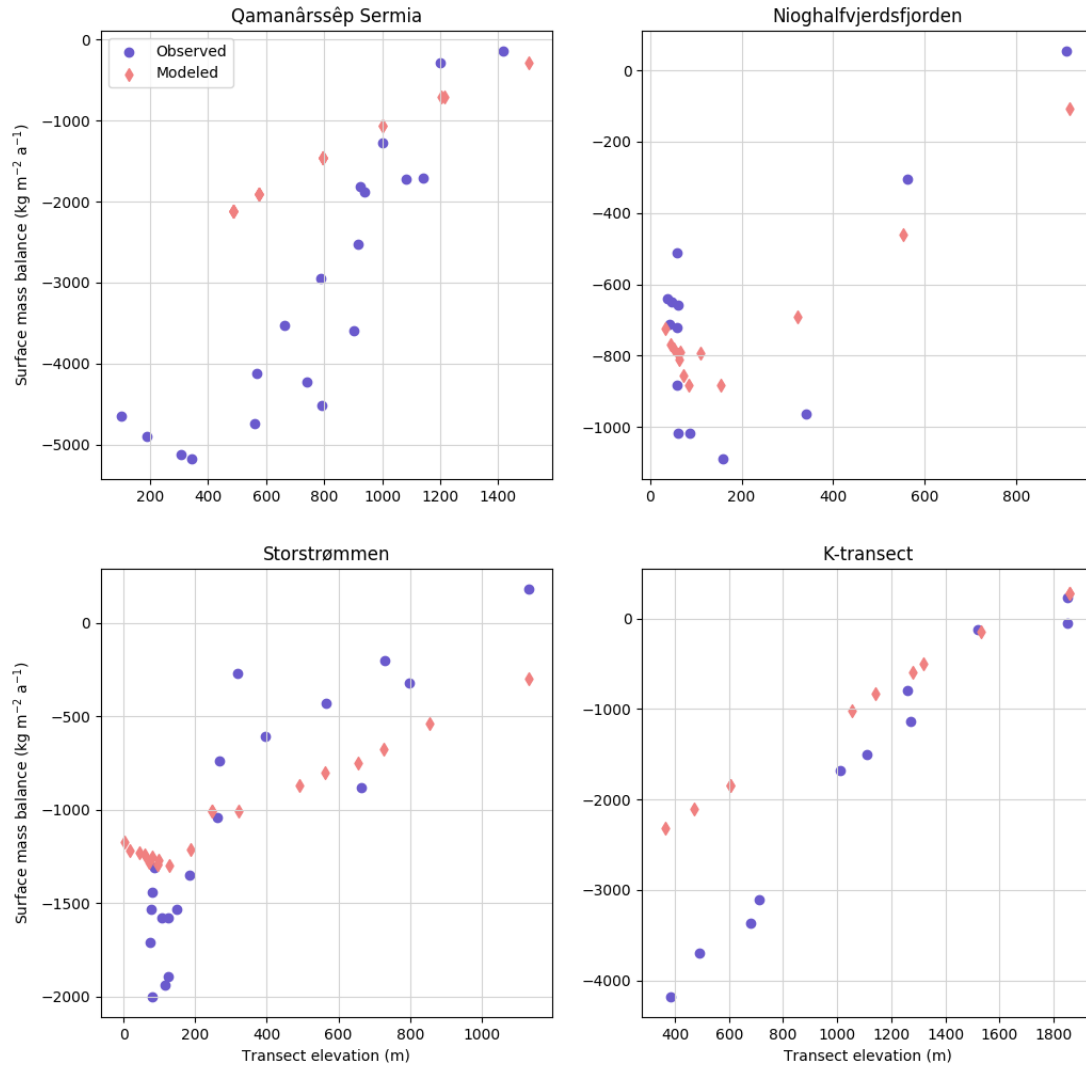 Qamanârssêp Sermia
Nioghalfvjerdsfjorden
Observed
Modeled
Surface mass balance (kg m⁻² a⁻¹)
0
−1000
−2000
−3000
−4000
−5000
200 400 600 800 1000 1200 1400
0
−200
−400
−600
−800
−1000
0 200 400 600 800
Storstrømmen
K-transect
Surface mass balance (kg m⁻² a⁻¹)
0
−500
−1000
−1500
−2000
0 200 400 600 800 1000
Transect elevation (m)
0
−1000
−2000
−3000
−4000
400 600 800 1000 1200 1400 1600 1800
Transect elevation (m)